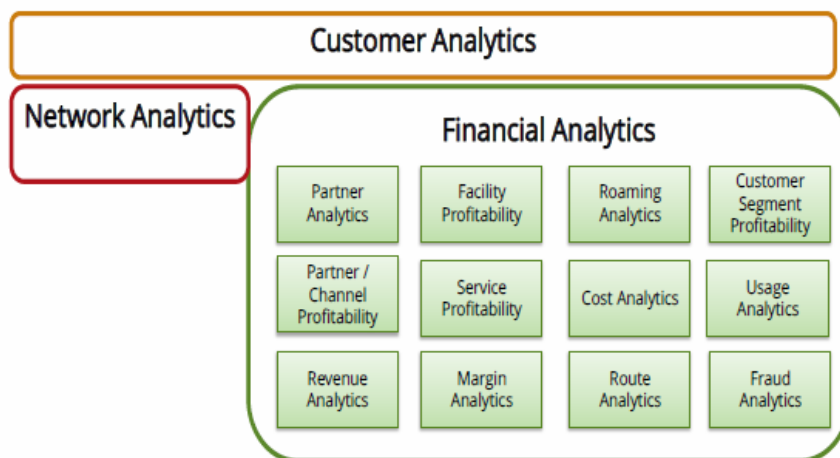 Customer Analytics
Network Analytics
Financial Analytics
Partner
Analytics
Facility
Profitability
Roaming
Analytics
Customer
Segment
Profitability
Partner /
Channel
Profitability
Service
Profitability
Cost Analytics
Usage
Analytics
Revenue
Analytics
Margin
Analytics
Route
Analytics
Fraud
Analytics